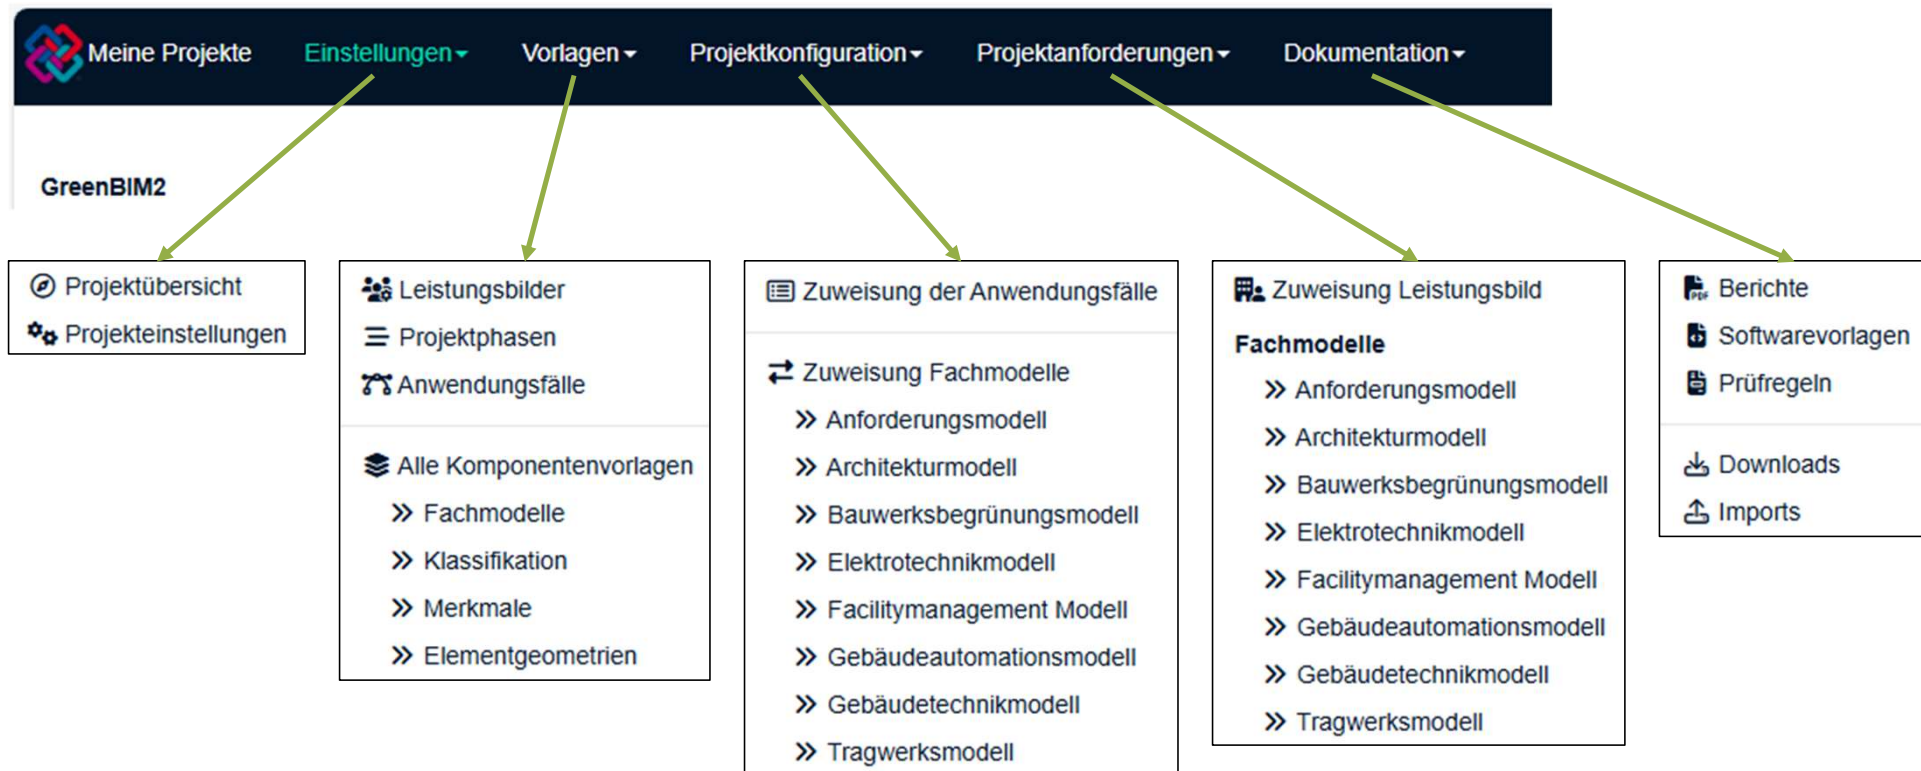 Meine Projekte Einstellungen Vorlagen Projektkonfiguration Projektanforderungen Dokumentation
GreenBIM2
Projektübersicht
Projekteinstellungen
Leistungsbilder
Projektphasen
Anwendungsfälle
Alle Komponentenvorlagen
Fachmodelle
Klassifikation
Merkmale
Elementgeometrien
Zuweisung der Anwendungsfälle
Zuweisung Fachmodelle
Anforderungsmodell
Architekturmodell
Bauwerksbegrünungsmodell
Elektrotechnikmodell
Facilitymanagement Modell
Gebäudeautomationsmodell
Gebäudetechnikmodell
Tragwerksmodell
Zuweisung Leistungsbild
Fachmodelle
Anforderungsmodell
Architekturmodell
Bauwerksbegrünungsmodell
Elektrotechnikmodell
Facilitymanagement Modell
Gebäudeautomationsmodell
Gebäudetechnikmodell
Tragwerksmodell
PDF Berichte
Softwarevorlagen
Prüfregeln
Downloads
Imports